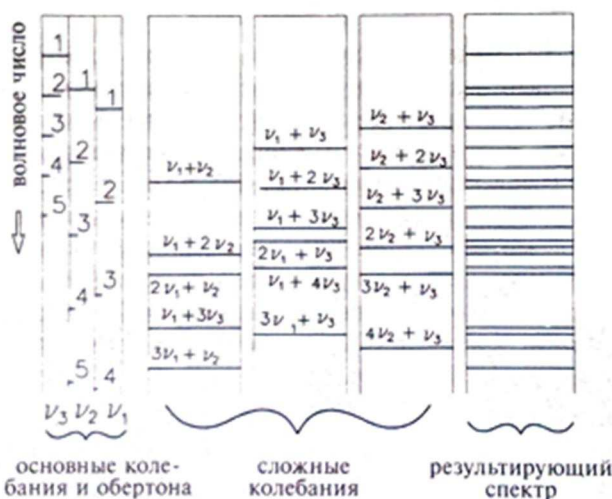 волновое число
1
2
3
4
5
1
2
3
4
5
1
2
3
4
ν₃ ν₂ ν₁
ν₁+ν₂
ν₁ + 2ν₂
2ν₁ + ν₂
ν₁ + 3ν₃
3ν₁ + ν₂
ν₁ + ν₃
ν₁ + 2ν₃
ν₁ + 3ν₃
2ν₁ + ν₃
ν₁ + 4ν₃
3ν₁ + ν₃
ν₂ + ν₃
ν₂ + 2ν₃
ν₂ + 3ν₃
2ν₂ + ν₃
3ν₂ + ν₃
4ν₂ + ν₃
основные коле-
бания и обертона
сложные
колебания
результирующий
спектр